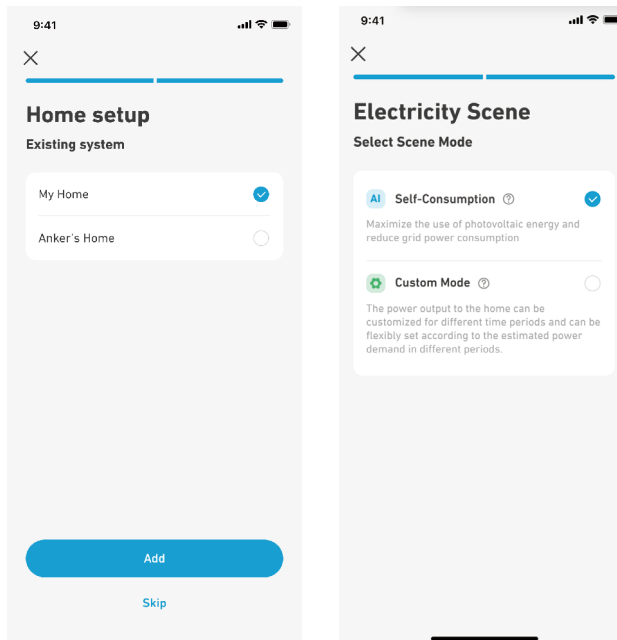 9:41
Home setup
Existing system
My Home
Anker's Home
Add
Skip
9:41
Electricity Scene
Select Scene Mode
AI Self-Consumption ?
Maximize the use of photovoltaic energy and
reduce grid power consumption
Custom Mode ?
The power output to the home can be
customized for different time periods and can be
flexibly set according to the estimated power
demand in different periods.